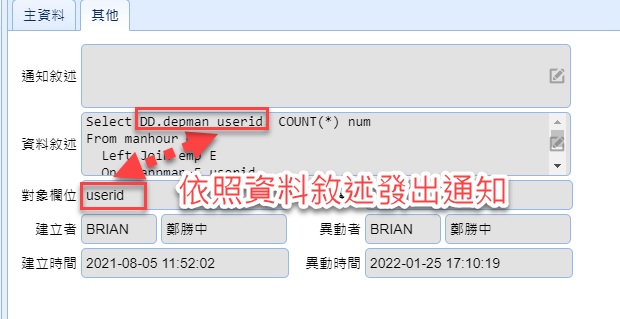 主資料 其他
通知敘述
資料敘述
Select DD.depman userid COUNT(*) num
From manhour
Left Join emp E
對象欄位 userid
依照資料敘述發出通知
建立者 BRIAN 鄭勝中 異動者 BRIAN 鄭勝中
建立時間 2021-08-05 11:52:02 異動時間 2022-01-25 17:10:19